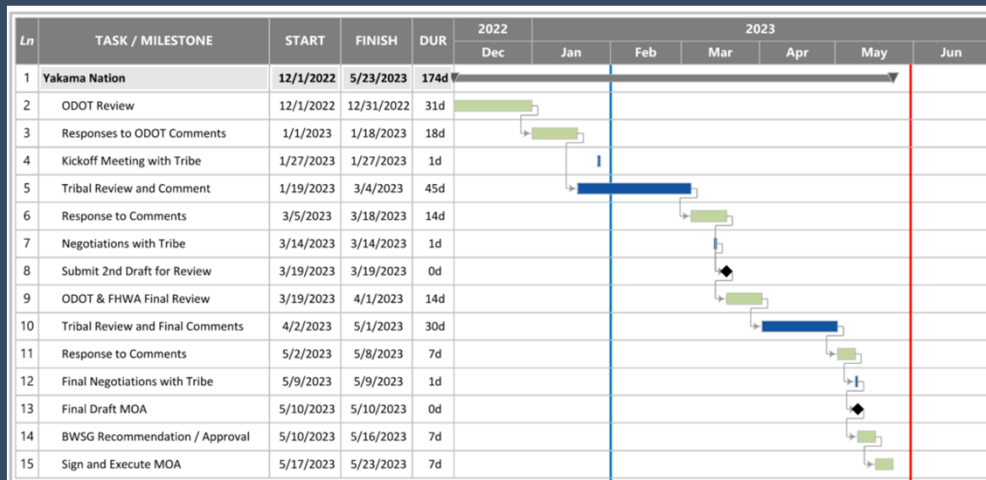 Ln TASK / MILESTONE START FINISH DUR 2022 2023
Dec Jan Feb Mar Apr May Jun
1 Yakama Nation 12/1/2022 5/23/2023 174d
2 ODOT Review 12/1/2022 12/31/2022 31d
3 Responses to ODOT Comments 1/1/2023 1/18/2023 18d
4 Kickoff Meeting with Tribe 1/27/2023 1/27/2023 1d
5 Tribal Review and Comment 1/19/2023 3/4/2023 45d
6 Response to Comments 3/5/2023 3/18/2023 14d
7 Negotiations with Tribe 3/14/2023 3/14/2023 1d
8 Submit 2nd Draft for Review 3/19/2023 3/19/2023 0d
9 ODOT & FHWA Final Review 3/19/2023 4/1/2023 14d
10 Tribal Review and Final Comments 4/2/2023 5/1/2023 30d
11 Response to Comments 5/2/2023 5/8/2023 7d
12 Final Negotiations with Tribe 5/9/2023 5/9/2023 1d
13 Final Draft MOA 5/10/2023 5/10/2023 0d
14 BWSG Recommendation / Approval 5/10/2023 5/16/2023 7d
15 Sign and Execute MOA 5/17/2023 5/23/2023 7d